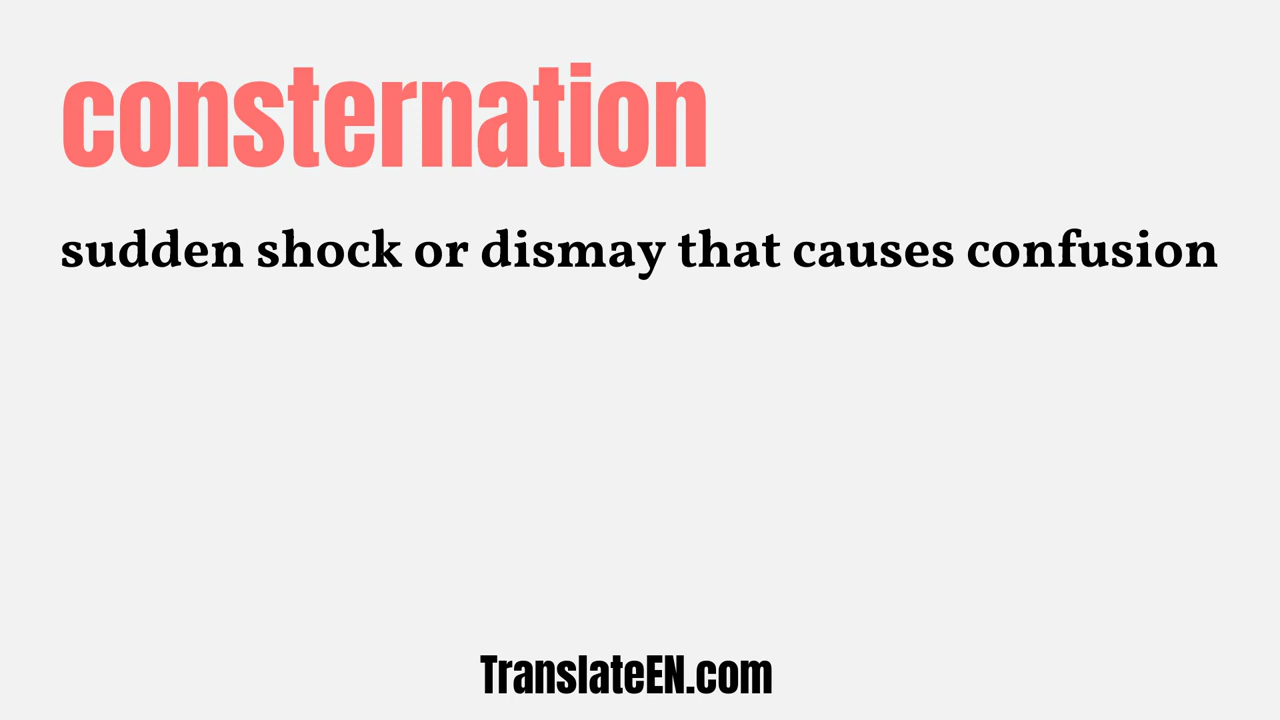 consternation
sudden shock or dismay that causes confusion
TranslateEN.com